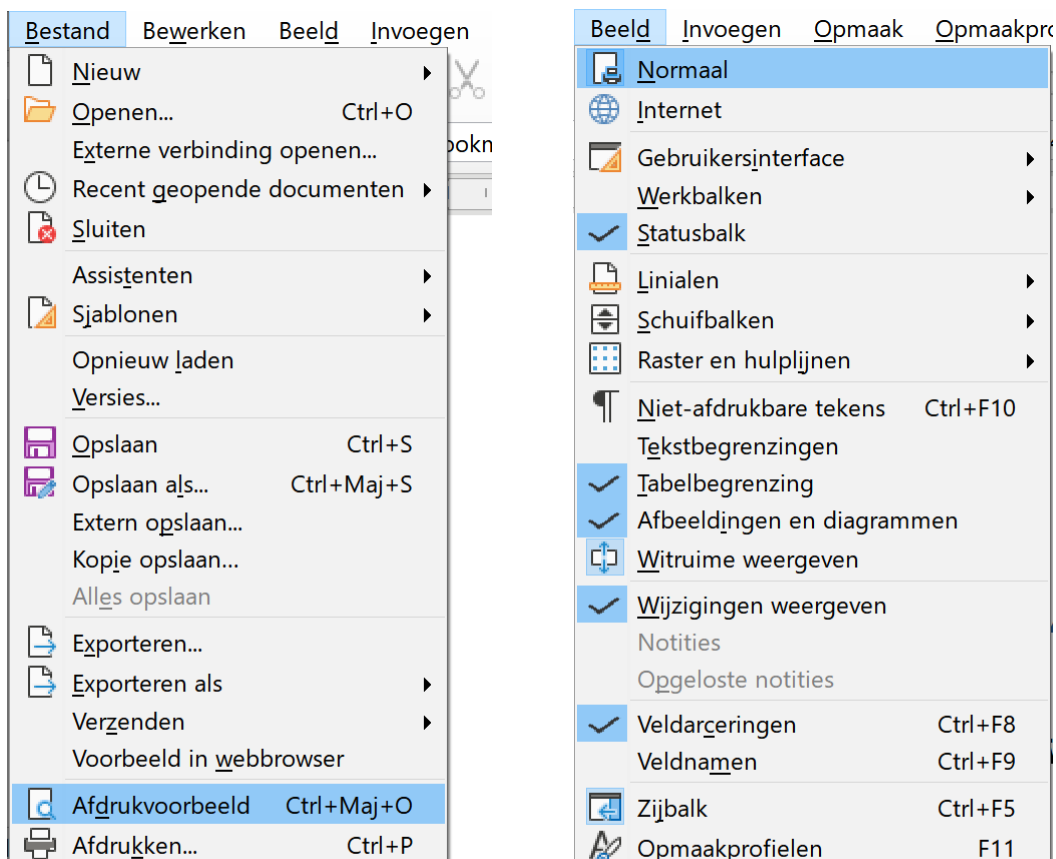 Bestand Bewerken Beeld Invoegen
Nieuw
Openen... Ctrl+O
Externe verbinding openen...
Recent geopende documenten
Sluiten
Assistenten
Sjablonen
Opnieuw laden
Versies...
Opslaan Ctrl+S
Opslaan als... Ctrl+Maj+S
Extern opslaan...
Kopie opslaan...
Alles opslaan
Exporteren...
Exporteren als
Verzenden
Voorbeeld in webbrowser
Afdrukvoorbeeld Ctrl+Maj+O
Afdrukken... Ctrl+P
Beeld Invoegen Opmaak
Normaal
Internet
Gebruikersinterface
Werkbalken
Statusbalk
Linialen
Schuifbalken
Raster en hulplijnen
Niet-afdrukbare tekens Ctrl+F10
Tekstbegrenzingen
Tabelbegrenzing
Afbeeldingen en diagrammen
Witruime weergeven
Wijzigingen weergeven
Notities
Opgeloste notities
Veldarceringen Ctrl+F8
Veldnamen Ctrl+F9
Zijbalk Ctrl+F5
Opmaakprofielen F11